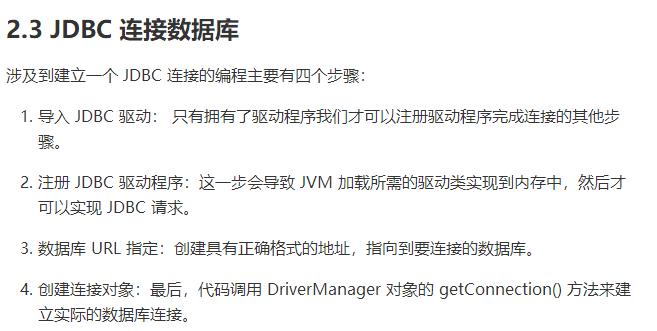 2.3 JDBC 连接数据库
涉及到建立一个 JDBC 连接的编程主要有四个步骤：
1. 导入 JDBC 驱动： 只有拥有了驱动程序我们才可以注册驱动程序完成连接的其他步
骤。
2. 注册 JDBC 驱动程序：这一步会导致 JVM 加载所需的驱动类实现到内存中，然后才
可以实现 JDBC 请求。
3. 数据库 URL 指定：创建具有正确格式的地址，指向到要连接的数据库。
4. 创建连接对象：最后，代码调用 DriverManager 对象的 getConnection() 方法来建
立实际的数据库连接。